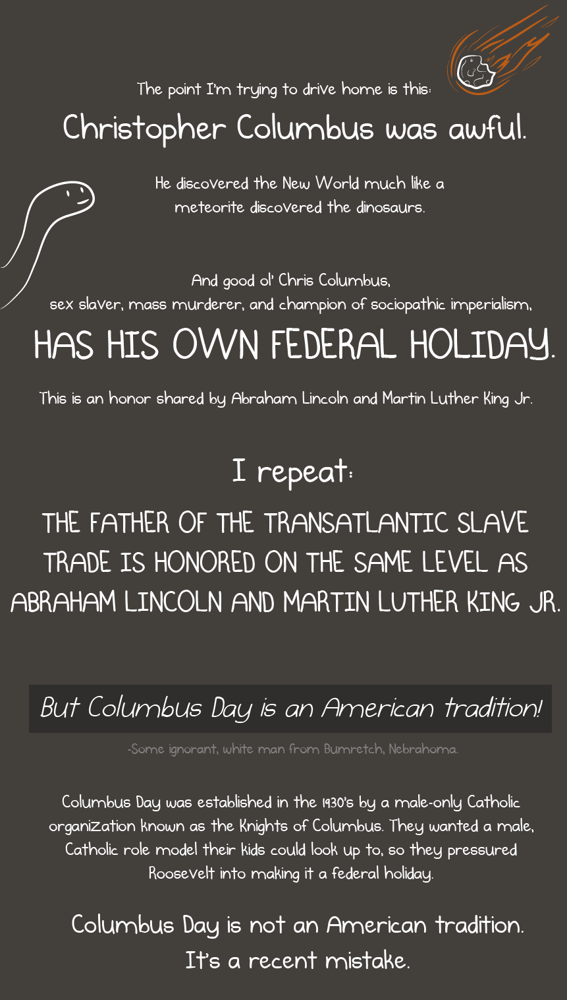 The point I'm trying to drive home is this:
Christopher Columbus was awful.
He discovered the New World much like a
meteorite discovered the dinosaurs.
And good ol' Chris Columbus,
sex slaver, mass murderer, and champion of sociopathic imperialism,
HAS HIS OWN FEDERAL HOLIDAY.
This is an honor shared by Abraham Lincoln and Martin Luther King Jr.
I repeat:
THE FATHER OF THE TRANSATLANTIC SLAVE
TRADE IS HONORED ON THE SAME LEVEL AS
ABRAHAM LINCOLN AND MARTIN LUTHER KING JR.
But Columbus Day is an American tradition!
-Some ignorant, white man from Bumretch, Nebrahoma.
Columbus Day was established in the 1930's by a male-only Catholic
organization known as the Knights of Columbus. They wanted a male,
Catholic role model their kids could look up to, so they pressured
Roosevelt into making it a federal holiday.
Columbus Day is not an American tradition.
It's a recent mistake.